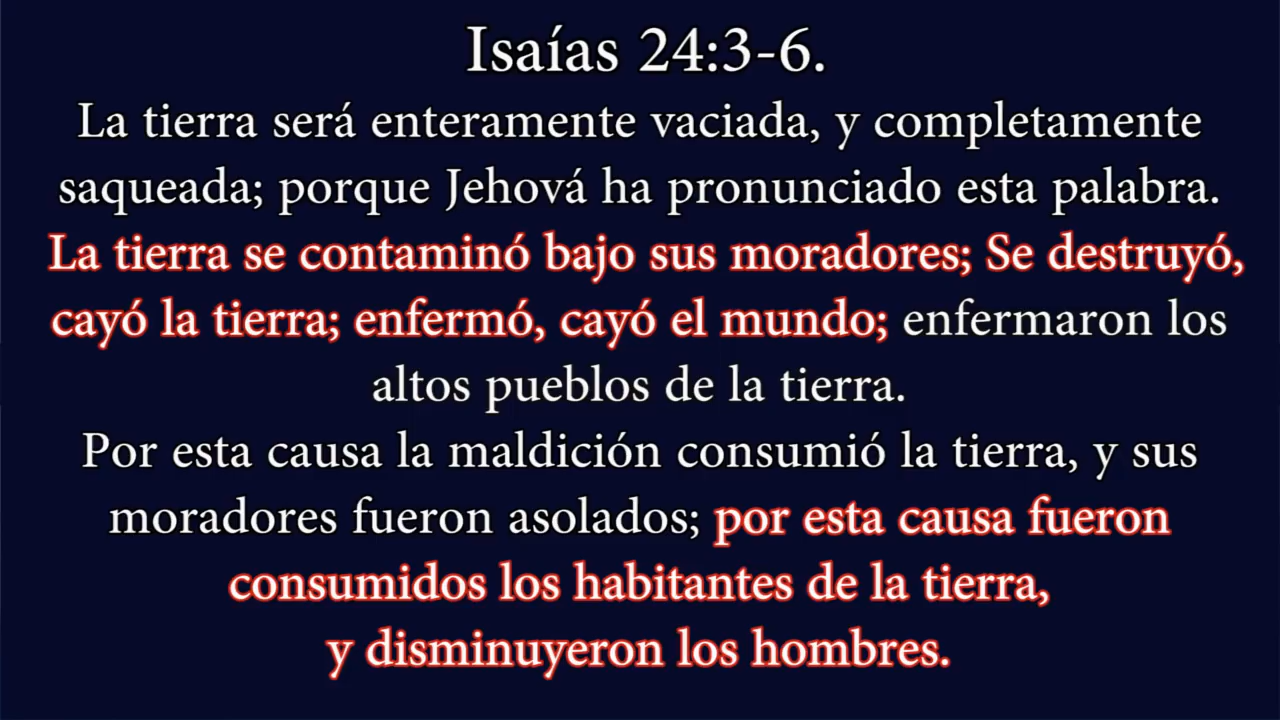 Isaías 24:3-6.
La tierra será enteramente vaciada, y completamente
saqueada; porque Jehová ha pronunciado esta palabra.
La tierra se contaminó bajo sus moradores; Se destruyó,
cayó la tierra; enfermó, cayó el mundo; enfermaron los
altos pueblos de la tierra.
Por esta causa la maldición consumió la tierra, y sus
moradores fueron asolados; por esta causa fueron
consumidos los habitantes de la tierra,
y disminuyeron los hombres.